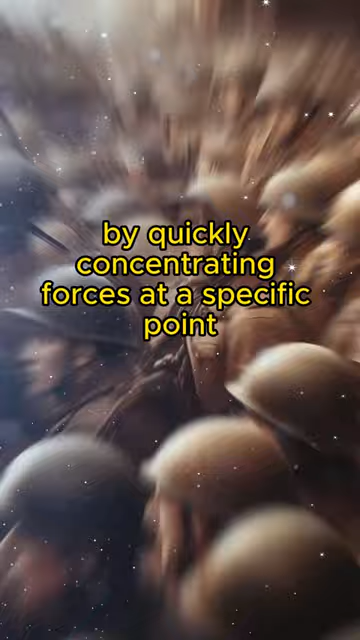 by quickly
concentrating
forces at a specific
point